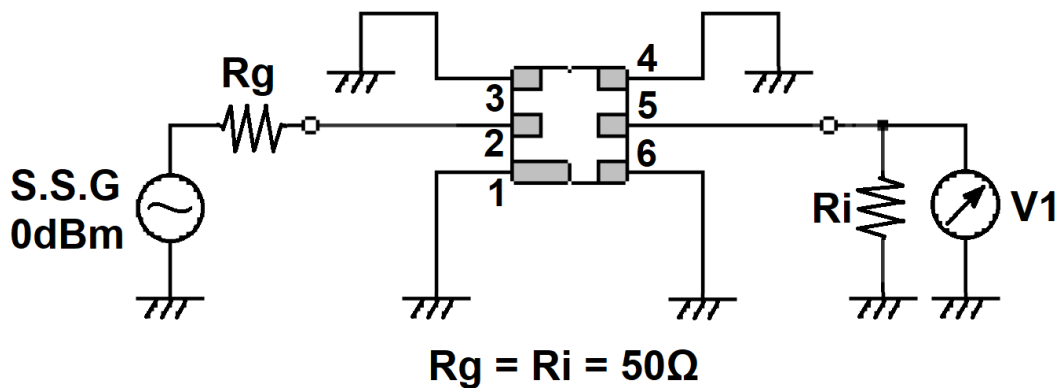 Rg
S.S.G
0dBm
3
2
1
4
5
6
Ri
V1
Rg = Ri = 50Ω